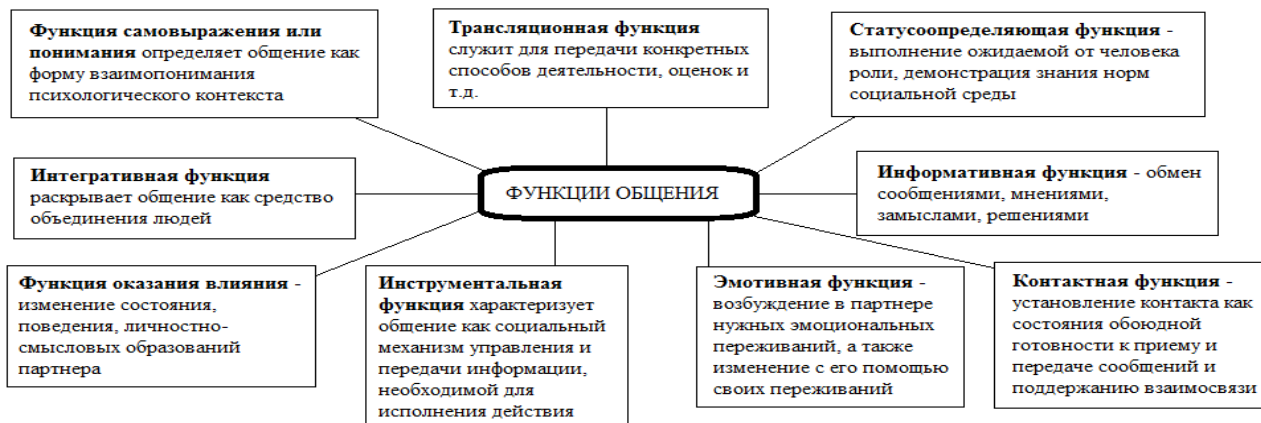 Функция самовыражения или
понимания определяет общение как
форму взаимопонимания
психологического контекста
Трансляционная функция
служит для передачи конкретных
способов деятельности, оценок и
т.д.
Статусоопределяющая функция -
выполнение ожидаемой от человека
роли, демонстрация знания норм
социальной среды
Интегративная функция
раскрывает общение как средство
объединения людей
ФУНКЦИИ ОБЩЕНИЯ
Информативная функция - обмен
сообщениями, мнениями,
замыслами, решениями
Функция оказания влияния -
изменение состояния,
поведения, личностно-
смысловых образований
партнера
Инструментальная
функция характеризует
общение как социальный
механизм управления и
передачи информации,
необходимой для
исполнения действия
Эмотивная функция -
возбуждение в партнере
нужных эмоциональных
переживаний, а также
изменение с его помощью
своих переживаний
Контактная функция -
установление контакта как
состояния обоюдной
готовности к приему и
передаче сообщений и
поддержанию взаимосвязи